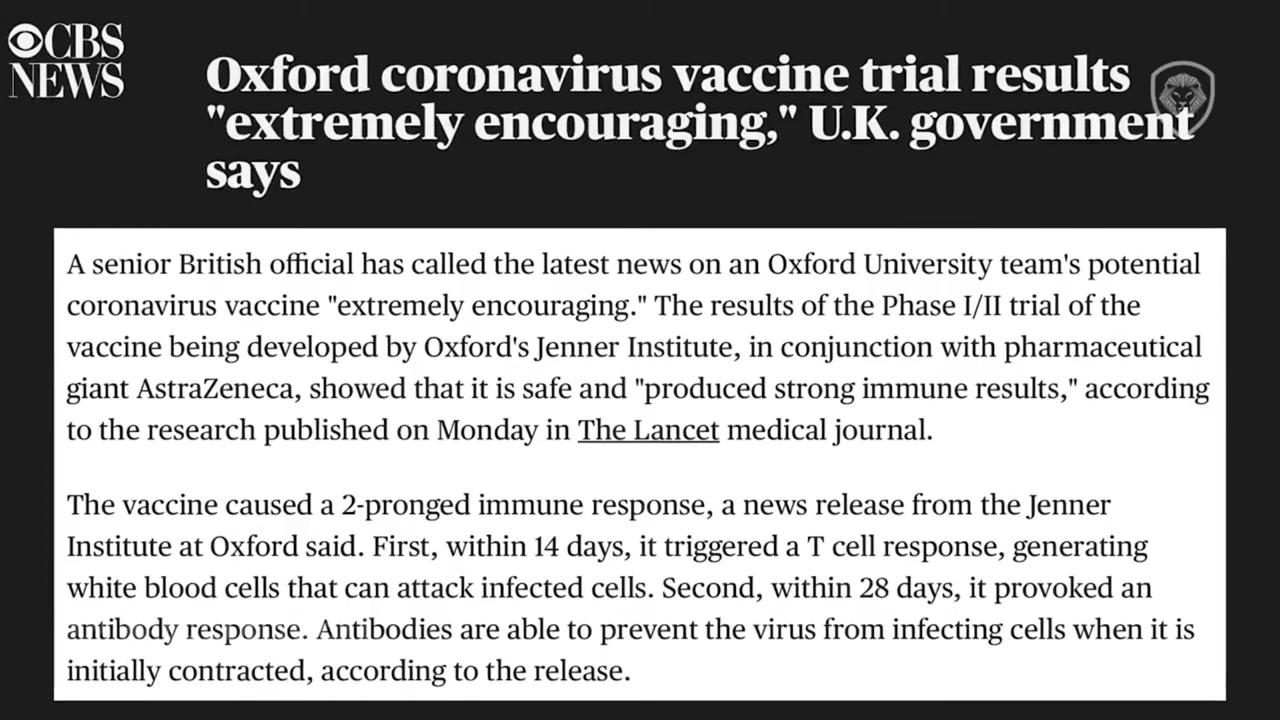 CBS
NEWS
Oxford coronavirus vaccine trial results
"extremely encouraging," U.K. government
says
A senior British official has called the latest news on an Oxford University team's potential
coronavirus vaccine "extremely encouraging." The results of the Phase I/II trial of the
vaccine being developed by Oxford's Jenner Institute, in conjunction with pharmaceutical
giant AstraZeneca, showed that it is safe and "produced strong immune results," according
to the research published on Monday in The Lancet medical journal.
The vaccine caused a 2-pronged immune response, a news release from the Jenner
Institute at Oxford said. First, within 14 days, it triggered a T cell response, generating
white blood cells that can attack infected cells. Second, within 28 days, it provoked an
antibody response. Antibodies are able to prevent the virus from infecting cells when it is
initially contracted, according to the release.